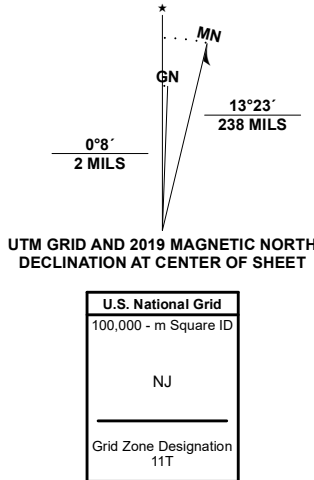 ★
MN
GN
13°23´
238 MILS
0°8´
2 MILS
UTM GRID AND 2019 MAGNETIC NORTH
DECLINATION AT CENTER OF SHEET
U.S. National Grid
100,000 - m Square ID
NJ
Grid Zone Designation
11T